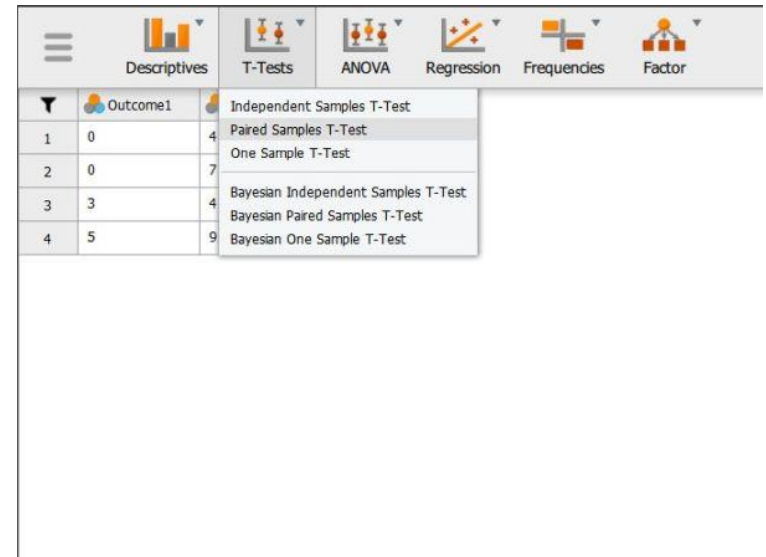 Descriptives T-Tests ANOVA Regression Frequencies Factor
Outcome1
1 0 4
2 0 7
3 3 4
4 5 9
Independent Samples T-Test
Paired Samples T-Test
One Sample T-Test
Bayesian Independent Samples T-Test
Bayesian Paired Samples T-Test
Bayesian One Sample T-Test